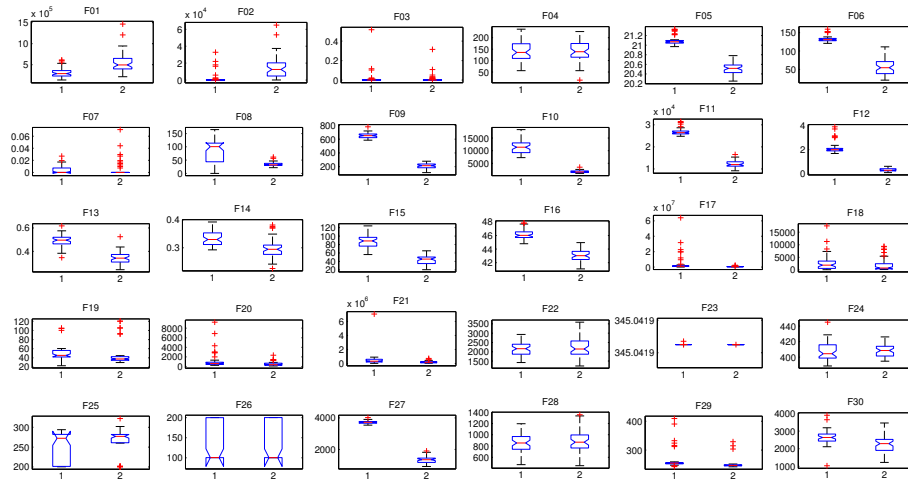 F01 F02 F03 F04 F05 F06
x 10^5 x 10^4
15 10 5
6 4 2 0
0.4 0.2 0
200 150 100 50
21.2 21 20.8 20.6 20.4 20.2
150 100 50
1 2 1 2 1 2 1 2 1 2 1 2
F07 F08 F09 F10 F11 F12
x 10^4
0.06 0.04 0.02 0
150 100 50 0
800 600 400 200
15000 10000 5000
3 2 1
4 2 0
1 2 1 2 1 2 1 2 1 2 1 2
F13 F14 F15 F16 F17 F18
x 10^7
0.6 0.4
0.4 0.3
120 100 80 60 40 20
48 46 44 42
6 4 2 0
15000 10000 5000 0
1 2 1 2 1 2 1 2 1 2 1 2
F19 F20 F21 F22 F23 F24
x 10^6
120 100 80 60 40 20
8000 6000 4000 2000 0
6 4 2 0
3500 3000 2500 2000 1500
345.0419 345.0419
440 420 400
1 2 1 2 1 2 1 2 1 2 1 2
F25 F26 F27 F28 F29 F30
300 250 200
200 150 100
4000 2000
1400 1200 1000 800 600
400 300
4000 3000 2000 1000
1 2 1 2 1 2 1 2 1 2 1 2